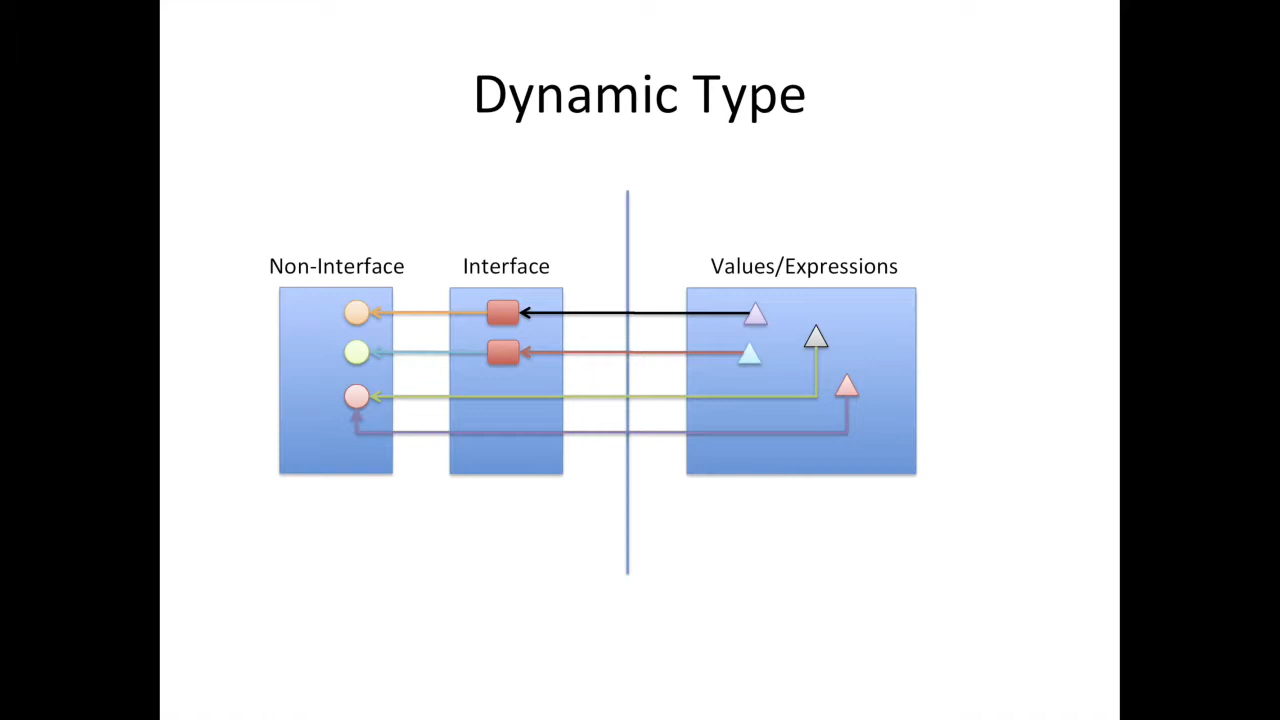 Dynamic Type
Non-Interface
Interface
Values/Expressions